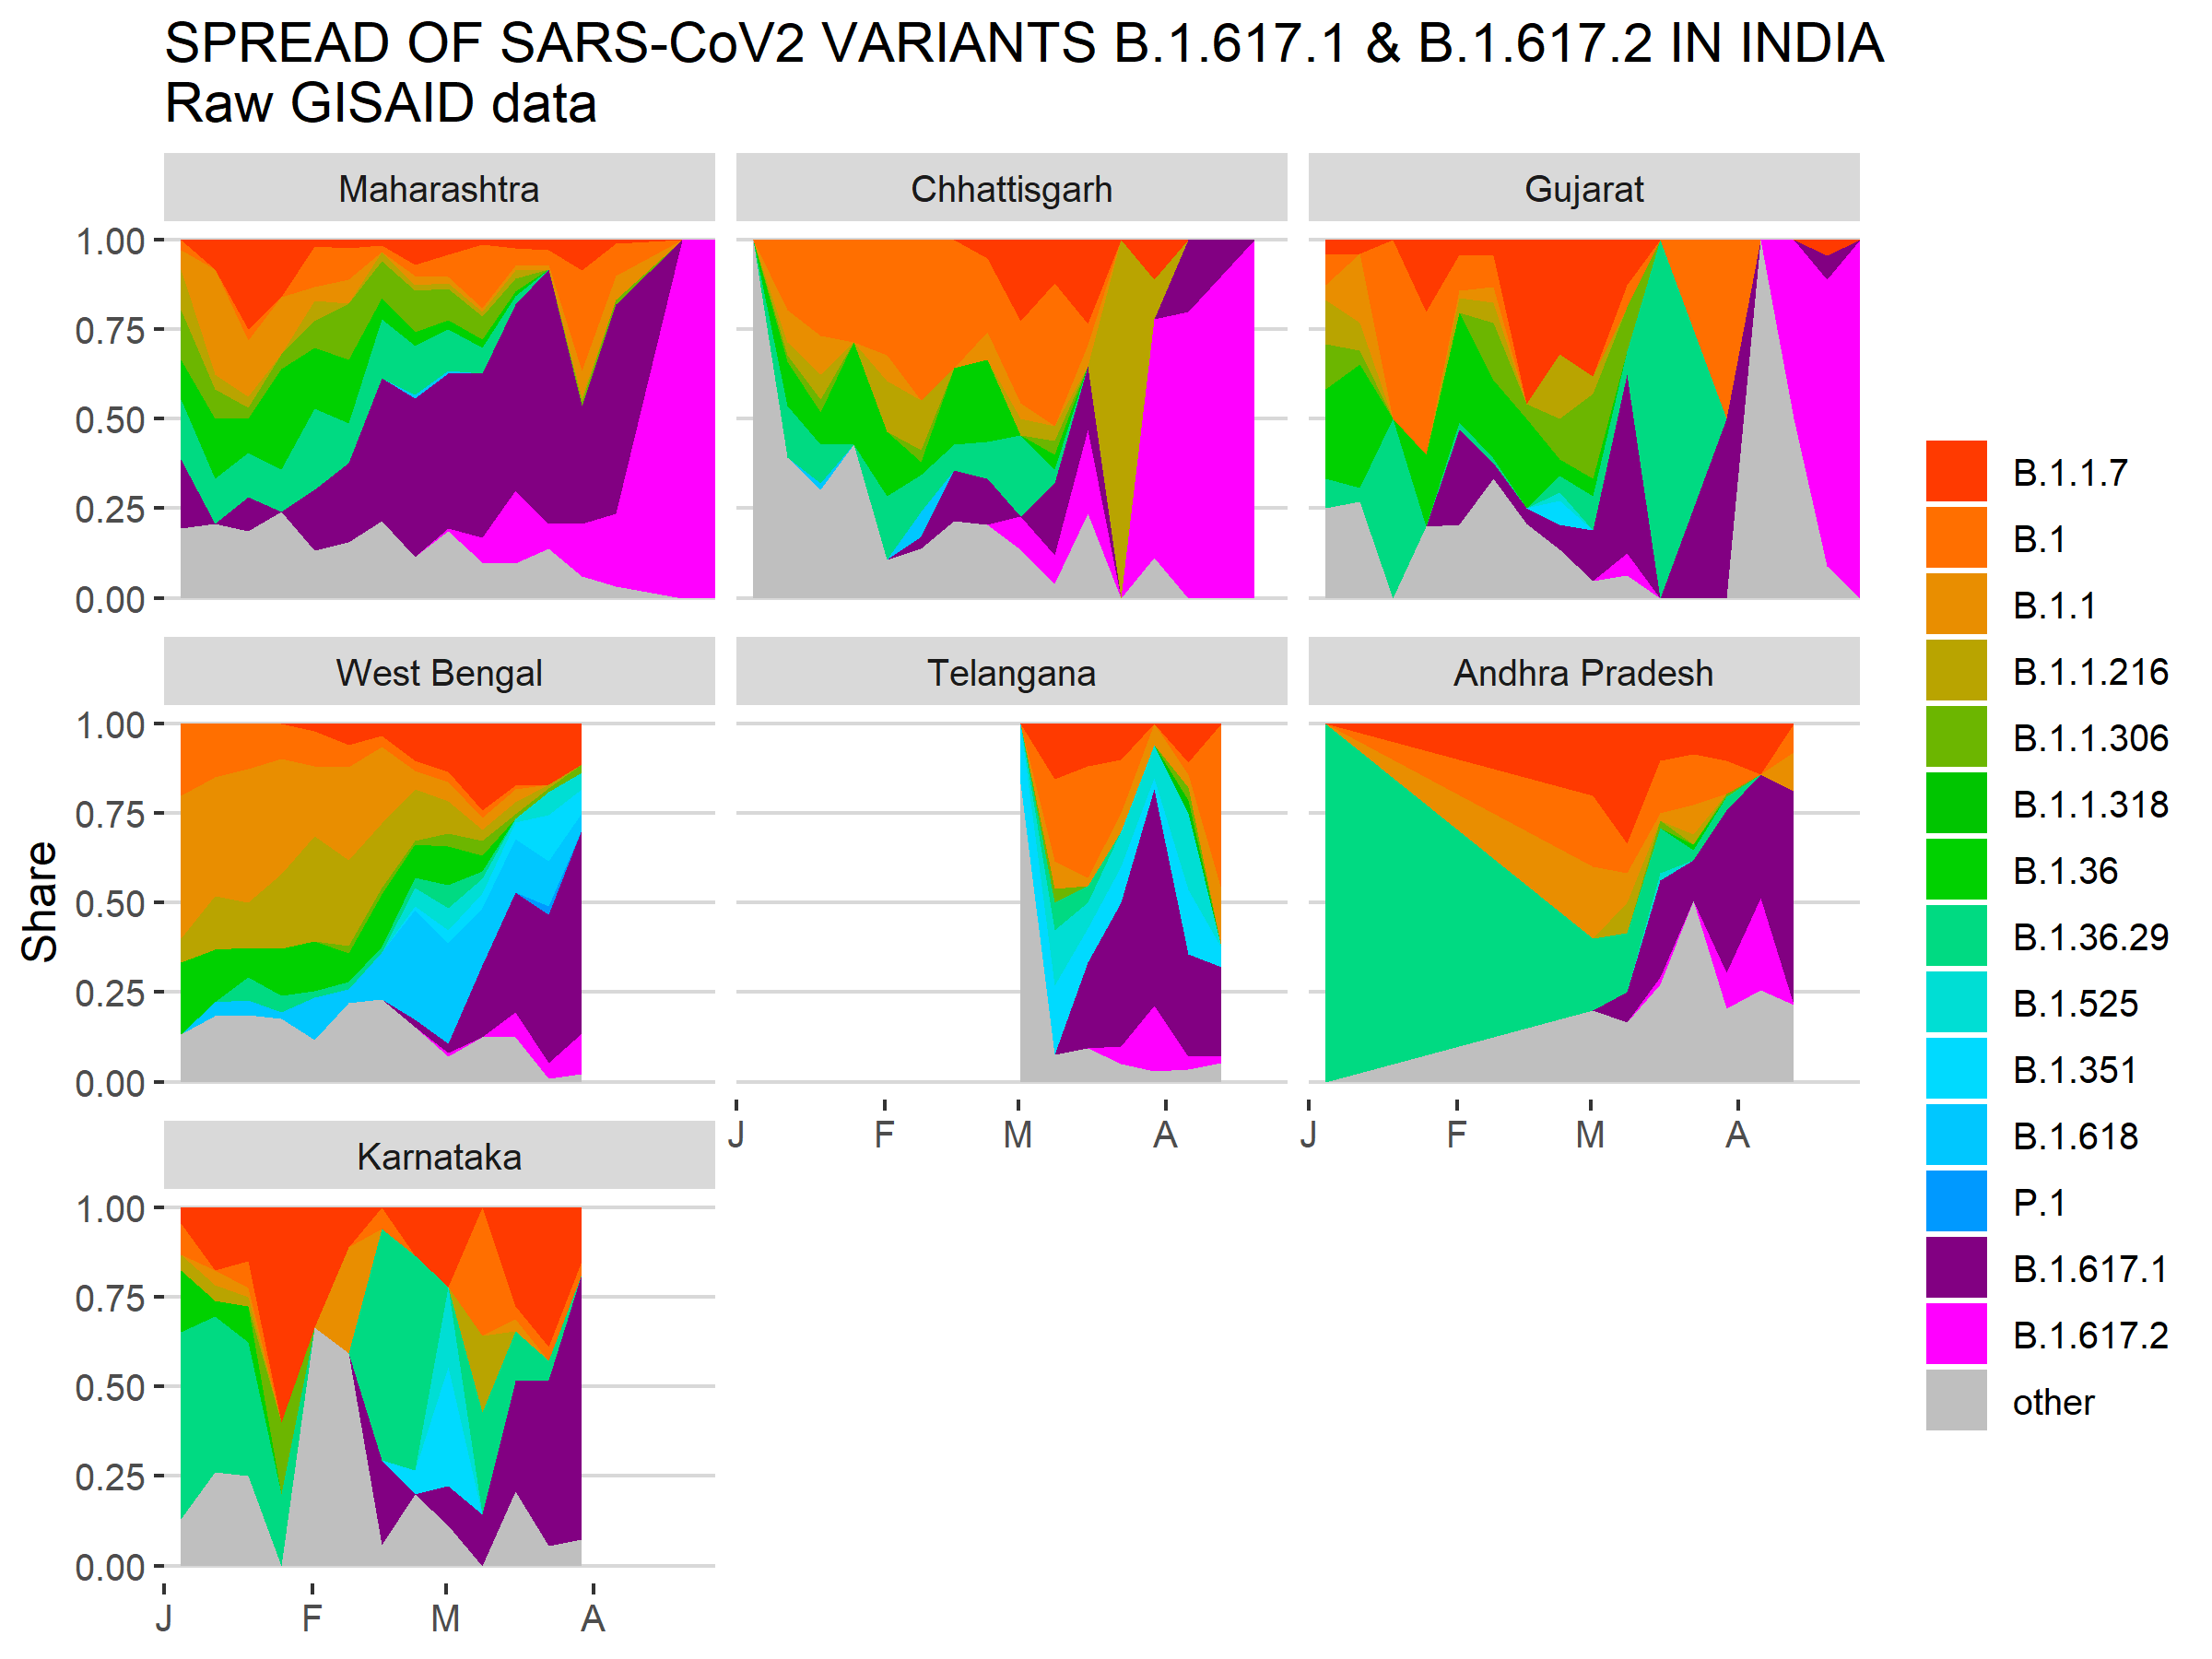 SPREAD OF SARS-CoV2 VARIANTS B.1.617.1 & B.1.617.2 IN INDIA
Raw GISAID data
Maharashtra
Chhattisgarh
Gujarat
1.00
0.75
0.50
0.25
0.00
West Bengal
Telangana
Andhra Pradesh
1.00
0.75
0.50
0.25
0.00
J F M A
J F M A
Karnataka
1.00
0.75
0.50
0.25
0.00
J F M A
Share
B.1.1.7
B.1
B.1.1
B.1.1.216
B.1.1.306
B.1.1.318
B.1.36
B.1.36.29
B.1.525
B.1.351
B.1.618
P.1
B.1.617.1
B.1.617.2
other